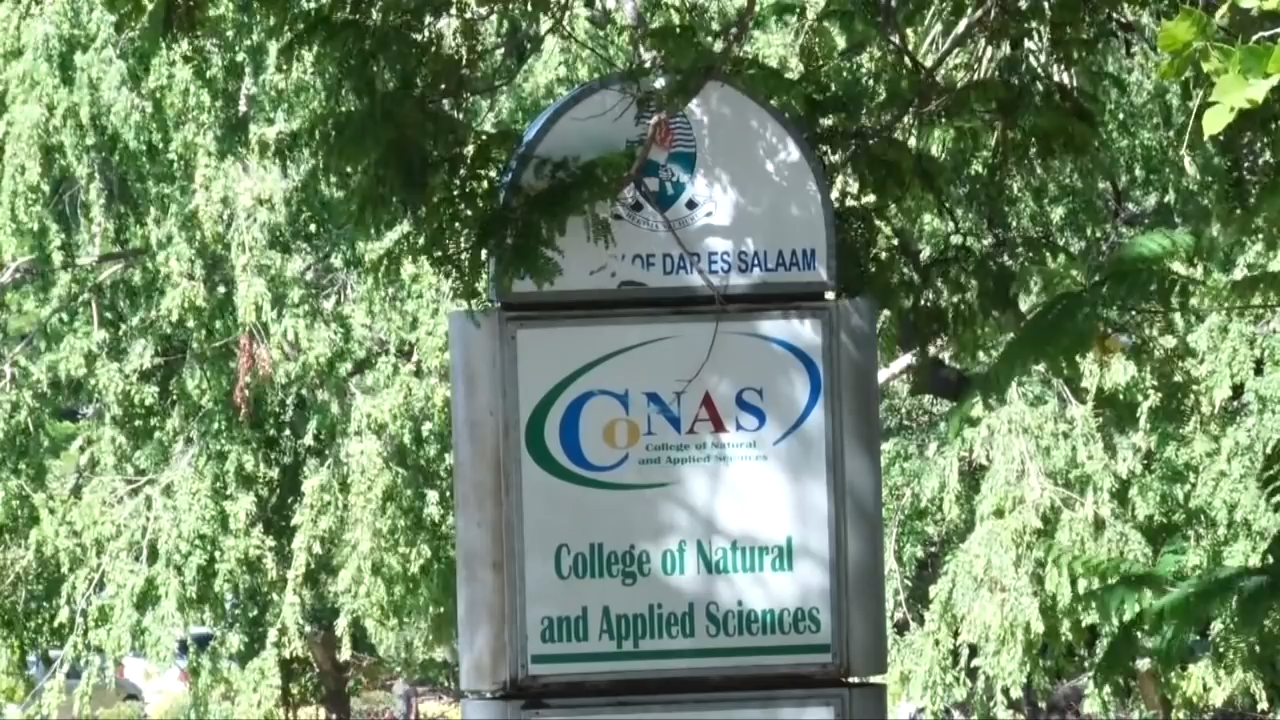 OF DAR ES SALAAM
CoNAS
College of Natural
and Applied Sciences
College of Natural
and Applied Sciences